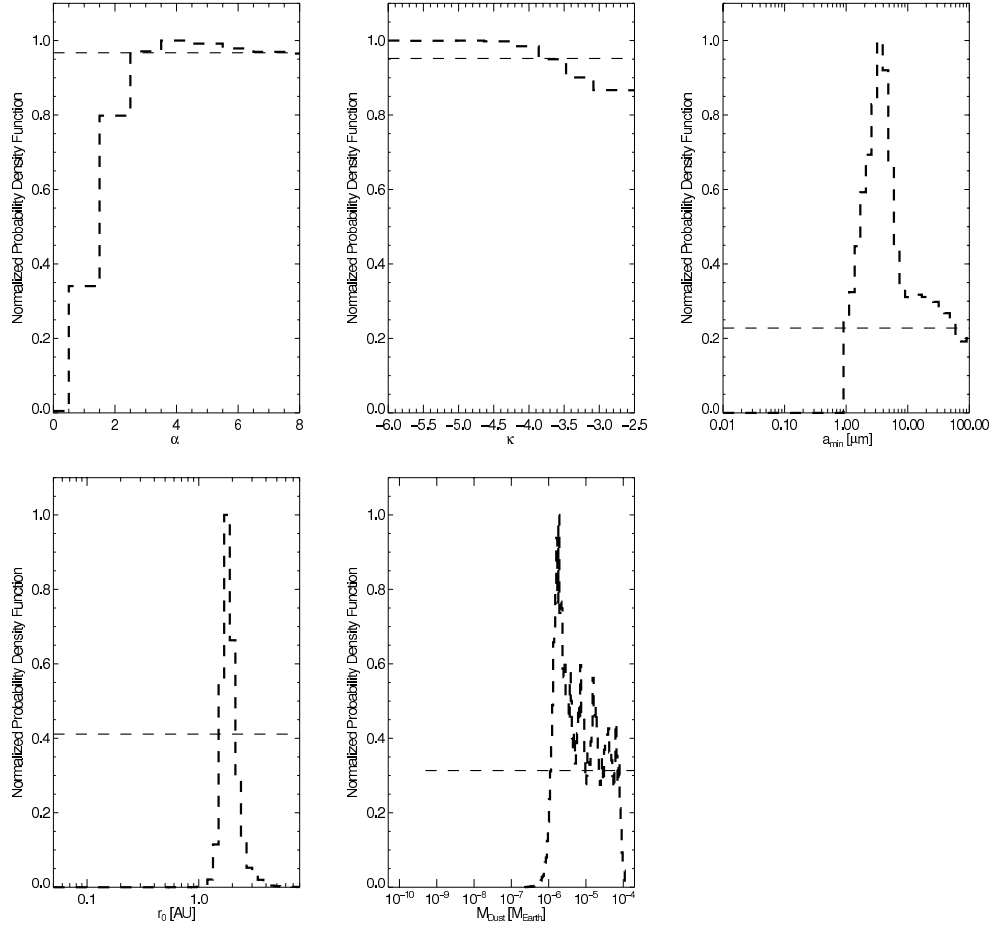 Normalized Probability Density Function
1.0
0.8
0.6
0.4
0.2
0.0
0 2 4 6 8
α
Normalized Probability Density Function
1.0
0.8
0.6
0.4
0.2
0.0
-6.0 -5.5 -5.0 -4.5 -4.0 -3.5 -3.0 -2.5
κ
Normalized Probability Density Function
1.0
0.8
0.6
0.4
0.2
0.0
0.01 0.10 1.00 10.00 100.00
a_min [μm]
Normalized Probability Density Function
1.0
0.8
0.6
0.4
0.2
0.0
0.1 1.0
r_0 [AU]
Normalized Probability Density Function
1.0
0.8
0.6
0.4
0.2
0.0
10^-10 10^-9 10^-8 10^-7 10^-6 10^-5 10^-4
M_Dust [M_Earth]